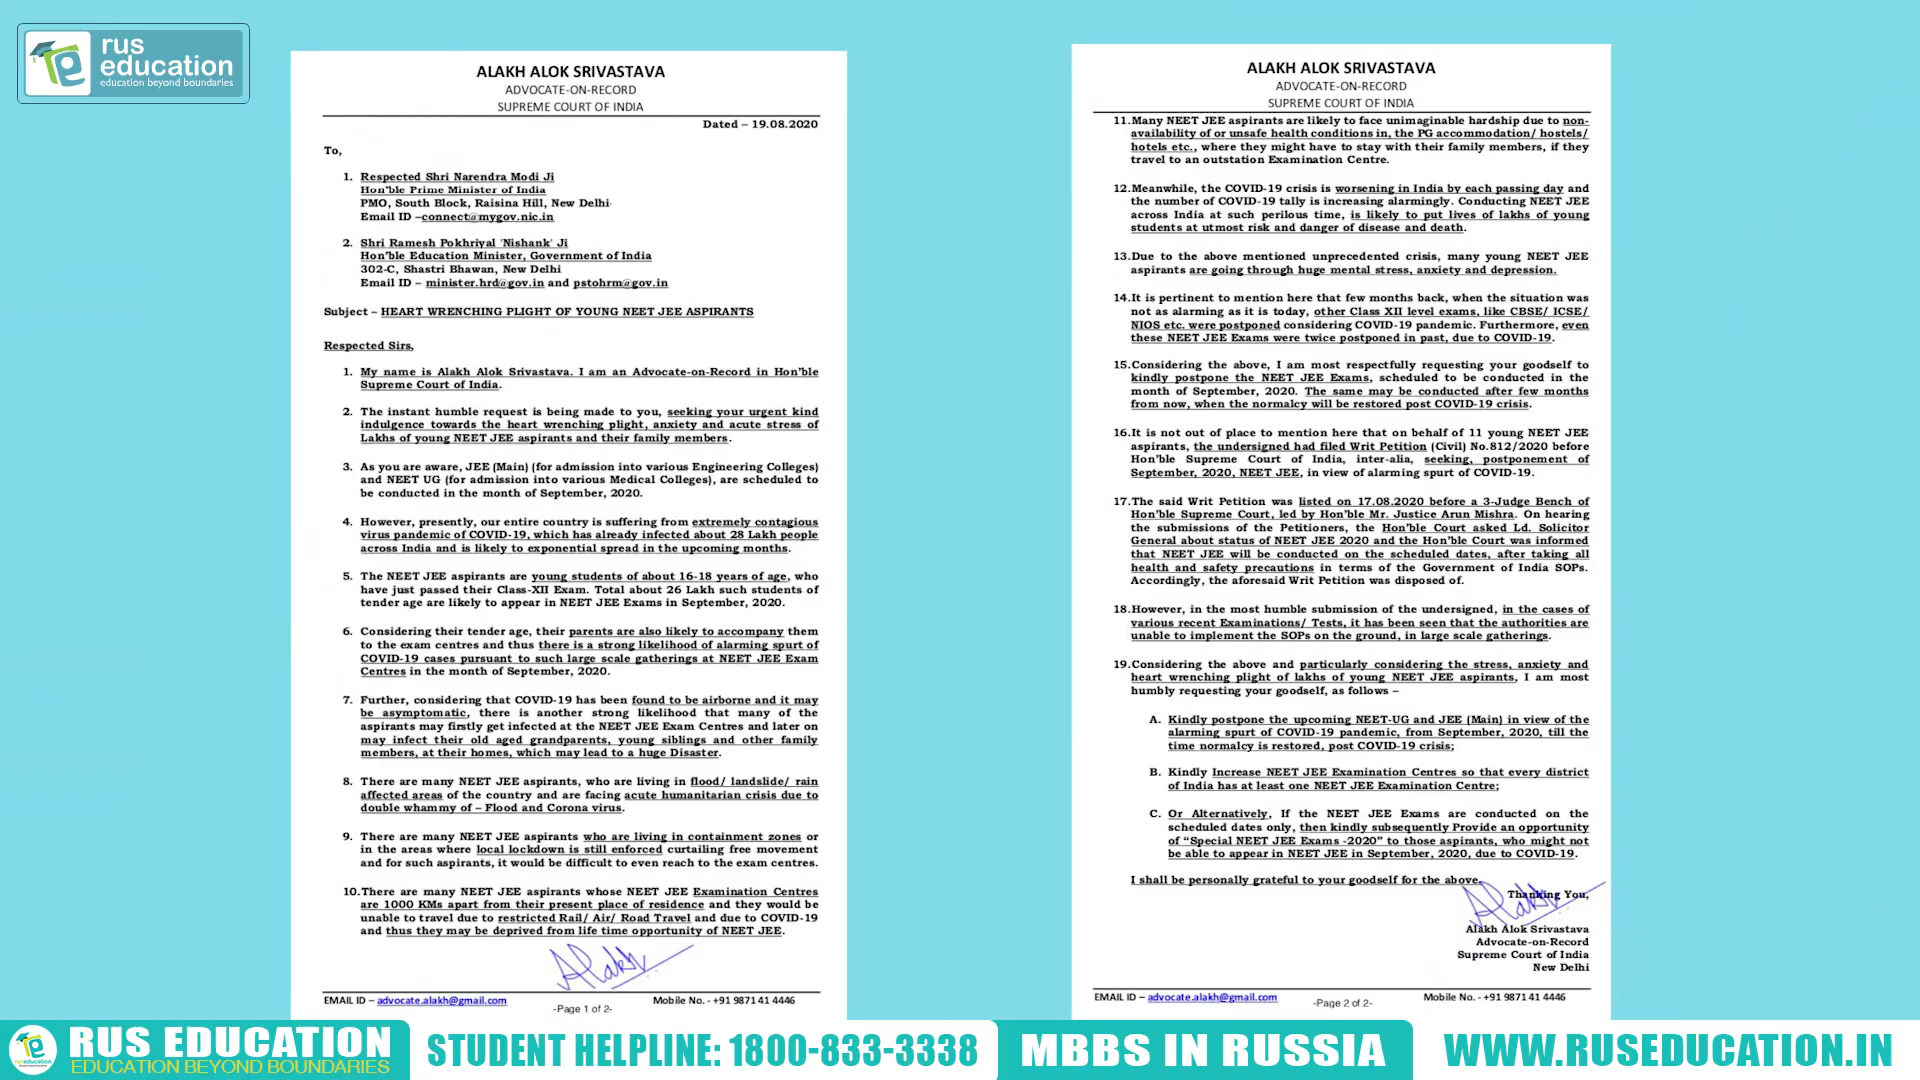 rus
education
education beyond boundaries
ALAKH ALOK SRIVASTAVA
ADVOCATE-ON-RECORD
SUPREME COURT OF INDIA
Dated – 19.08.2020
To,
1. Respected Shri Narendra Modi Ji
Hon'ble Prime Minister of India
PMO, South Block, Raisina Hill, New Delhi
Email ID –connect@mygov.nic.in
2. Shri Ramesh Pokhriyal 'Nishank' Ji
Hon'ble Education Minister, Government of India
302-C, Shastri Bhawan, New Delhi
Email ID – minister.hrd@gov.in and pstohrm@gov.in
Subject – HEART WRENCHING PLIGHT OF YOUNG NEET JEE ASPIRANTS
Respected Sirs,
1. My name is Alakh Alok Srivastava. I am an Advocate-on-Record in Hon'ble
Supreme Court of India.
2. The instant humble request is being made to you, seeking your urgent kind
indulgence towards the heart wrenching plight, anxiety and acute stress of
Lakhs of young NEET JEE aspirants and their family members.
3. As you are aware, JEE (Main) (for admission into various Engineering Colleges)
and NEET UG (for admission into various Medical Colleges), are scheduled to
be conducted in the month of September, 2020.
4. However, presently, our entire country is suffering from extremely contagious
virus pandemic of COVID-19, which has already infected about 28 Lakh people
across India and is likely to exponential spread in the upcoming months.
5. The NEET JEE aspirants are young students of about 16-18 years of age, who
have just passed their Class-XII Exam. Total about 26 Lakh such students of
tender age are likely to appear in NEET JEE Exams in September, 2020.
6. Considering their tender age, their parents are also likely to accompany them
to the exam centres and thus there is a strong likelihood of alarming spurt of
COVID-19 cases pursuant to such large scale gatherings at NEET JEE Exam
Centres in the month of September, 2020.
7. Further, considering that COVID-19 has been found to be airborne and it may
be asymptomatic, there is another strong likelihood that many of the
aspirants may firstly get infected at the NEET JEE Exam Centres and later on
may infect their old aged grandparents, young siblings and other family
members, at their homes, which may lead to a huge Disaster.
8. There are many NEET JEE aspirants, who are living in flood/ landslide/ rain
affected areas of the country and are facing acute humanitarian crisis due to
double whammy of – Flood and Corona virus.
9. There are many NEET JEE aspirants who are living in containment zones or
in the areas where local lockdown is still enforced curtailing free movement
and for such aspirants, it would be difficult to even reach to the exam centres.
10.There are many NEET JEE aspirants whose NEET JEE Examination Centres
are 1000 KMs apart from their present place of residence and they would be
unable to travel due to restricted Rail/ Air/ Road Travel and due to COVID-19
and thus they may be deprived from life time opportunity of NEET JEE.
Alakh
EMAIL ID – advocate.alakh@gmail.com Mobile No. - +91 9871 41 4446
-Page 1 of 2-
ALAKH ALOK SRIVASTAVA
ADVOCATE-ON-RECORD
SUPREME COURT OF INDIA
11.Many NEET JEE aspirants are likely to face unimaginable hardship due to non-
availability of or unsafe health conditions in, the PG accommodation/ hostels/
hotels etc., where they might have to stay with their family members, if they
travel to an outstation Examination Centre.
12.Meanwhile, the COVID-19 crisis is worsening in India by each passing day and
the number of COVID-19 tally is increasing alarmingly. Conducting NEET JEE
across India at such perilous time, is likely to put lives of lakhs of young
students at utmost risk and danger of disease and death.
13.Due to the above mentioned unprecedented crisis, many young NEET JEE
aspirants are going through huge mental stress, anxiety and depression.
14.It is pertinent to mention here that few months back, when the situation was
not as alarming as it is today, other Class XII level exams, like CBSE/ ICSE/
NIOS etc. were postponed considering COVID-19 pandemic. Furthermore, even
these NEET JEE Exams were twice postponed in past, due to COVID-19.
15.Considering the above, I am most respectfully requesting your goodself to
kindly postpone the NEET JEE Exams, scheduled to be conducted in the
month of September, 2020. The same may be conducted after few months
from now, when the normalcy will be restored post COVID-19 crisis.
16.It is not out of place to mention here that on behalf of 11 young NEET JEE
aspirants, the undersigned had filed Writ Petition (Civil) No.812/2020 before
Hon'ble Supreme Court of India, inter-alia, seeking postponement of
September, 2020, NEET JEE, in view of alarming spurt of COVID-19.
17.The said Writ Petition was listed on 17.08.2020 before a 3-Judge Bench of
Hon'ble Supreme Court, led by Hon'ble Mr. Justice Arun Mishra. On hearing
the submissions of the Petitioners, the Hon'ble Court asked Ld. Solicitor
General about status of NEET JEE 2020 and the Hon'ble Court was informed
that NEET JEE will be conducted on the scheduled dates, after taking all
health and safety precautions in terms of the Government of India SOPs.
Accordingly, the aforesaid Writ Petition was disposed of.
18.However, in the most humble submission of the undersigned, in the cases of
various recent Examinations/ Tests, it has been seen that the authorities are
unable to implement the SOPs on the ground, in large scale gatherings.
19.Considering the above and particularly considering the stress, anxiety and
heart wrenching plight of lakhs of young NEET JEE aspirants, I am most
humbly requesting your goodself, as follows –
A. Kindly postpone the upcoming NEET-UG and JEE (Main) in view of the
alarming spurt of COVID-19 pandemic, from September, 2020, till the
time normalcy is restored, post COVID-19 crisis;
B. Kindly Increase NEET JEE Examination Centres so that every district
of India has at least one NEET JEE Examination Centre;
C. Or Alternatively, If the NEET JEE Exams are conducted on the
scheduled dates only, then kindly subsequently Provide an opportunity
of “Special NEET JEE Exams -2020” to those aspirants, who might not
be able to appear in NEET JEE in September, 2020, due to COVID-19.
I shall be personally grateful to your goodself for the above.
Thanking You,
Alakh
Alakh Alok Srivastava
Advocate-on-Record
Supreme Court of India
New Delhi
EMAIL ID – advocate.alakh@gmail.com Mobile No. - +91 9871 41 4446
-Page 2 of 2-
RUS EDUCATION
EDUCATION BEYOND BOUNDARIES
STUDENT HELPLINE: 1800-833-3338
MBBS IN RUSSIA
WWW.RUSEDUCATION.IN